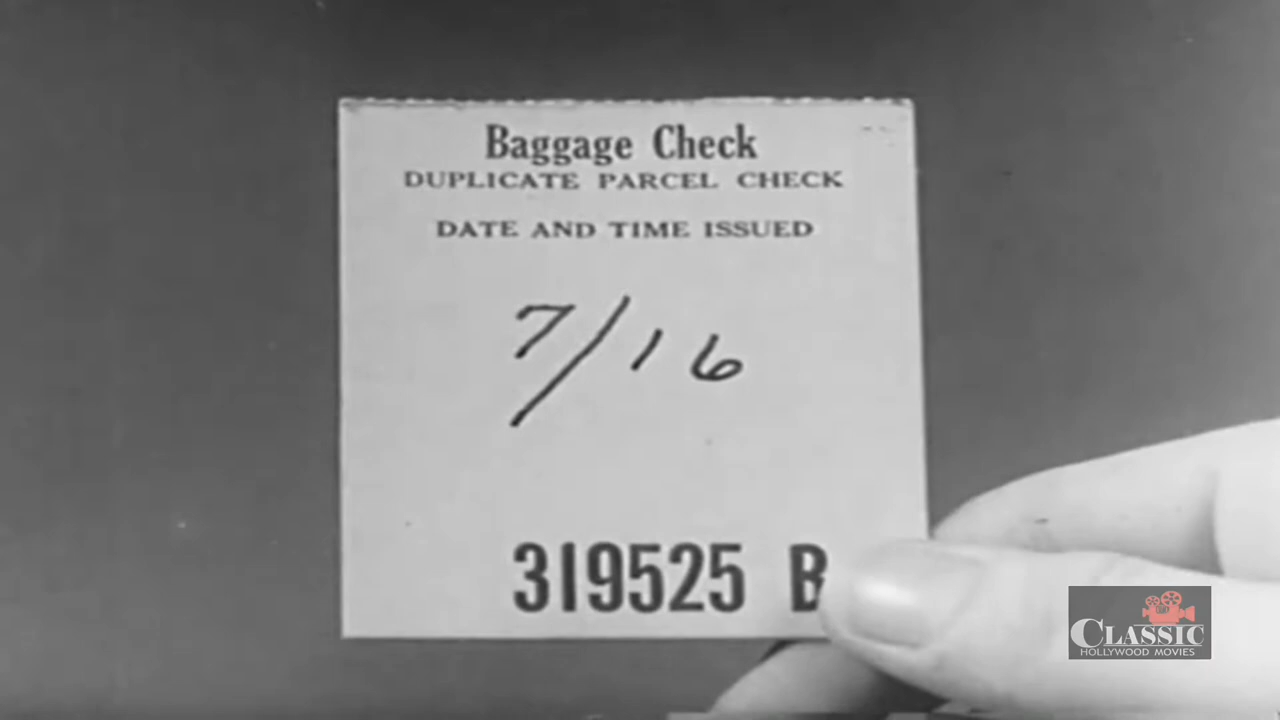 Baggage Check
DUPLICATE PARCEL CHECK
DATE AND TIME ISSUED
7/16
319525 B
CLASSIC
HOLLYWOOD MOVIES